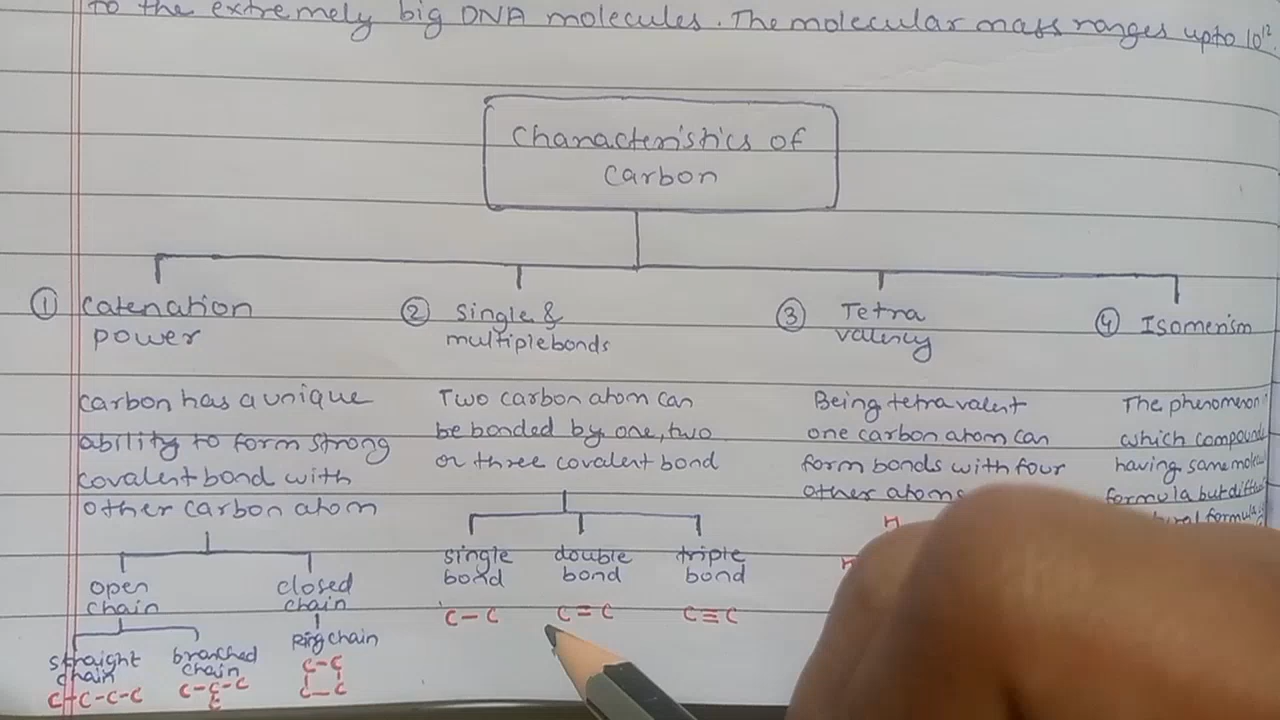 to the extremely big DNA molecules. The molecular mass ranges upto 10¹²
Characteristics of
Carbon
① Catenation
power
carbon has a unique
ability to form strong
covalent bond with
other carbon atom
open
chain
closed
chain
straight
chain
C-C-C-C
branched
chain
C-C-C
C
Ring chain
C-C
C-C
② Single &
multiple bonds
Two carbon atom can
be bonded by one, two
or three covalent bond
single
bond
C-C
double
bond
C=C
triple
bond
C≡C
③ Tetra
valency
Being tetravalent
one carbon atom can
form bonds with four
other atoms
H
④ Isomerism
The phenomenon
which compound
having same
formula but
formula